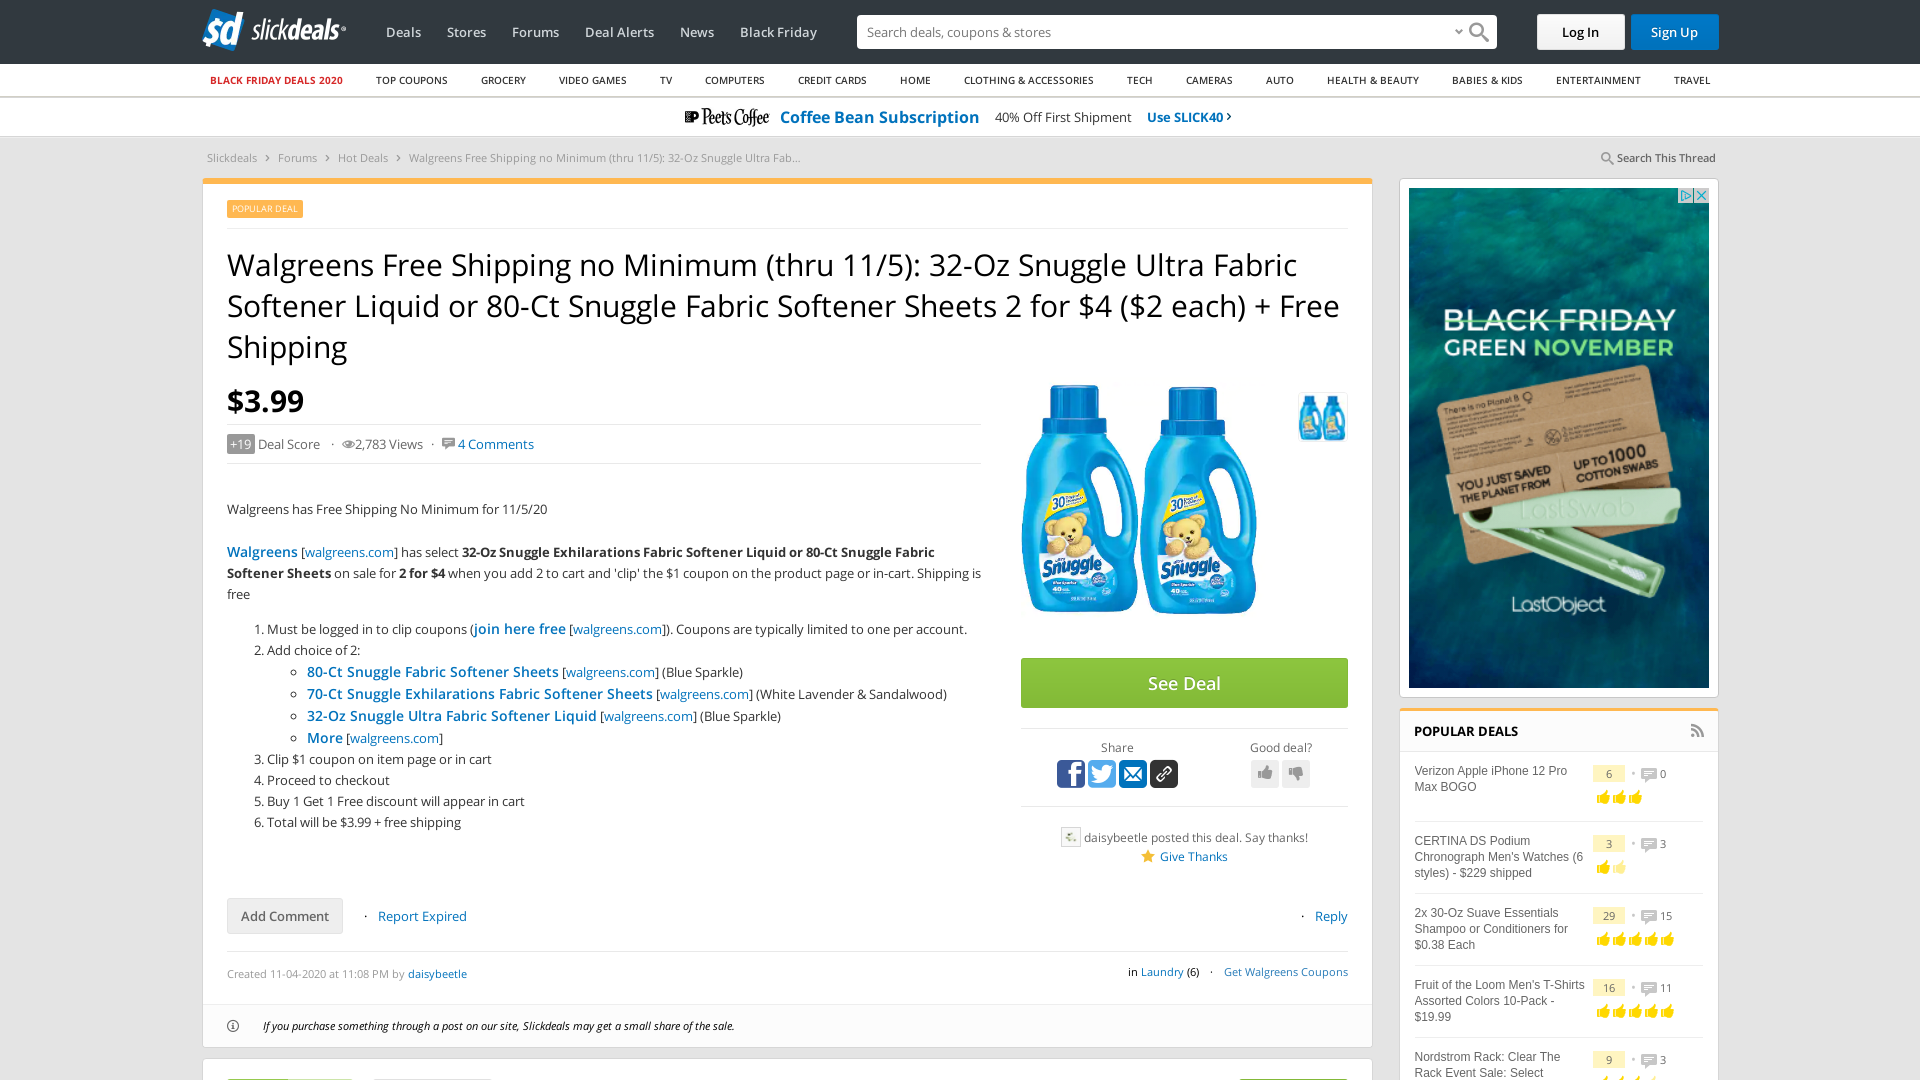 sd slickdeals
Deals Stores Forums Deal Alerts News Black Friday
Search deals, coupons & stores
Log In Sign Up
BLACK FRIDAY DEALS 2020 TOP COUPONS GROCERY VIDEO GAMES TV COMPUTERS CREDIT CARDS HOME CLOTHING & ACCESSORIES TECH CAMERAS AUTO HEALTH & BEAUTY BABIES & KIDS ENTERTAINMENT TRAVEL
Peet's Coffee Coffee Bean Subscription 40% Off First Shipment Use SLICK40
Slickdeals › Forums › Hot Deals › Walgreens Free Shipping no Minimum (thru 11/5): 32-Oz Snuggle Ultra Fab...
Search This Thread
POPULAR DEAL
Walgreens Free Shipping no Minimum (thru 11/5): 32-Oz Snuggle Ultra Fabric
Softener Liquid or 80-Ct Snuggle Fabric Softener Sheets 2 for $4 ($2 each) + Free
Shipping
$3.99
+19 Deal Score · 2,783 Views · 4 Comments
Walgreens has Free Shipping No Minimum for 11/5/20
Walgreens [walgreens.com] has select 32-Oz Snuggle Exhilarations Fabric Softener Liquid or 80-Ct Snuggle Fabric
Softener Sheets on sale for 2 for $4 when you add 2 to cart and 'clip' the $1 coupon on the product page or in-cart. Shipping is
free
1. Must be logged in to clip coupons (join here free [walgreens.com]). Coupons are typically limited to one per account.
2. Add choice of 2:
80-Ct Snuggle Fabric Softener Sheets [walgreens.com] (Blue Sparkle)
70-Ct Snuggle Exhilarations Fabric Softener Sheets [walgreens.com] (White Lavender & Sandalwood)
32-Oz Snuggle Ultra Fabric Softener Liquid [walgreens.com] (Blue Sparkle)
More [walgreens.com]
3. Clip $1 coupon on item page or in cart
4. Proceed to checkout
5. Buy 1 Get 1 Free discount will appear in cart
6. Total will be $3.99 + free shipping
30
Snuggle
40
30
Snuggle
40
See Deal
Share
Good deal?
daisybeetle posted this deal. Say thanks!
Give Thanks
Add Comment · Report Expired
· Reply
Created 11-04-2020 at 11:08 PM by daisybeetle
in Laundry (6) · Get Walgreens Coupons
If you purchase something through a post on our site, Slickdeals may get a small share of the sale.
BLACK FRIDAY
GREEN NOVEMBER
There is no Planet B
YOU JUST SAVED
THE PLANET FROM
UP TO 1000
COTTON SWABS
LastSwab
LastObject
POPULAR DEALS
Verizon Apple iPhone 12 Pro
Max BOGO
6 • 0
CERTINA DS Podium
Chronograph Men's Watches (6
styles) - $229 shipped
3 • 3
2x 30-Oz Suave Essentials
Shampoo or Conditioners for
$0.38 Each
29 • 15
Fruit of the Loom Men's T-Shirts
Assorted Colors 10-Pack -
$19.99
16 • 11
Nordstrom Rack: Clear The
Rack Event Sale: Select
9 • 3